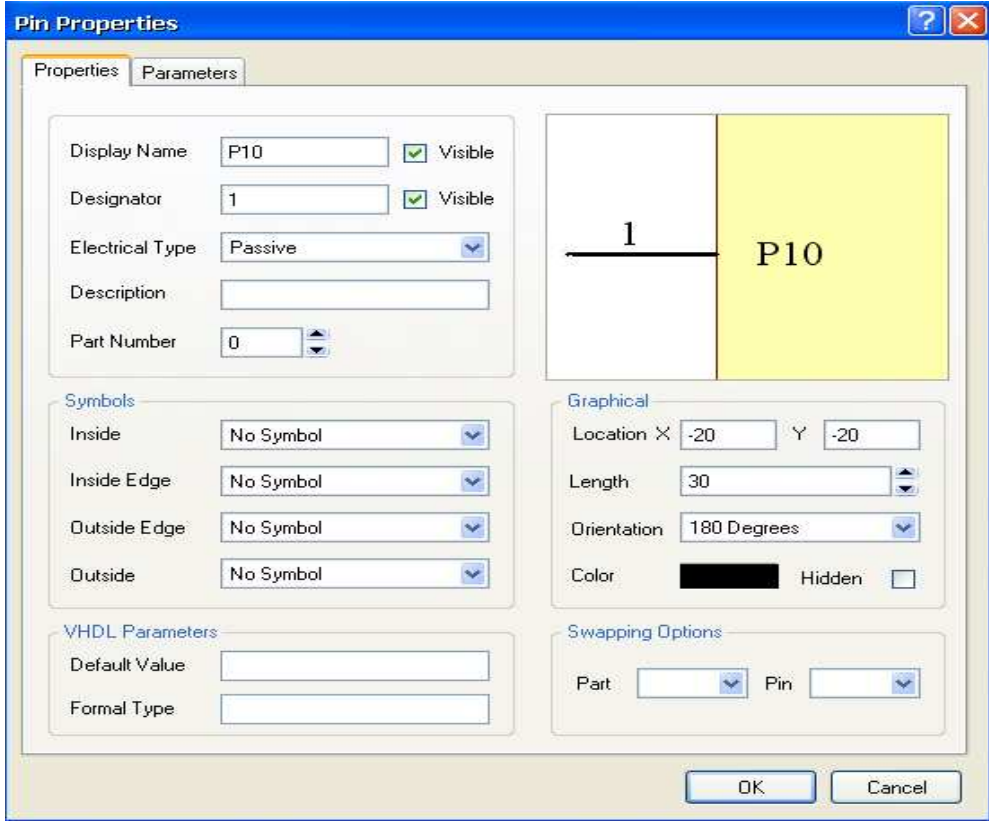 Pin Properties
Properties Parameters
Display Name P10 Visible
Designator 1 Visible
Electrical Type Passive
Description
Part Number 0
1 P10
Symbols
Inside No Symbol
Inside Edge No Symbol
Outside Edge No Symbol
Outside No Symbol
Graphical
Location X -20 Y -20
Length 30
Orientation 180 Degrees
Color Hidden
VHDL Parameters
Default Value
Formal Type
Swapping Options
Part Pin
OK Cancel